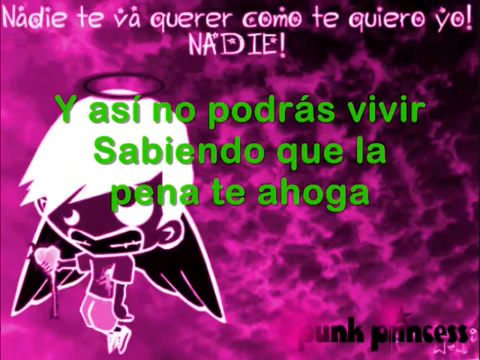 Nadie te va querer como te quiero yo!
NADIE!
Y así no podrás vivir
Sabiendo que la
pena te ahoga
punk princess